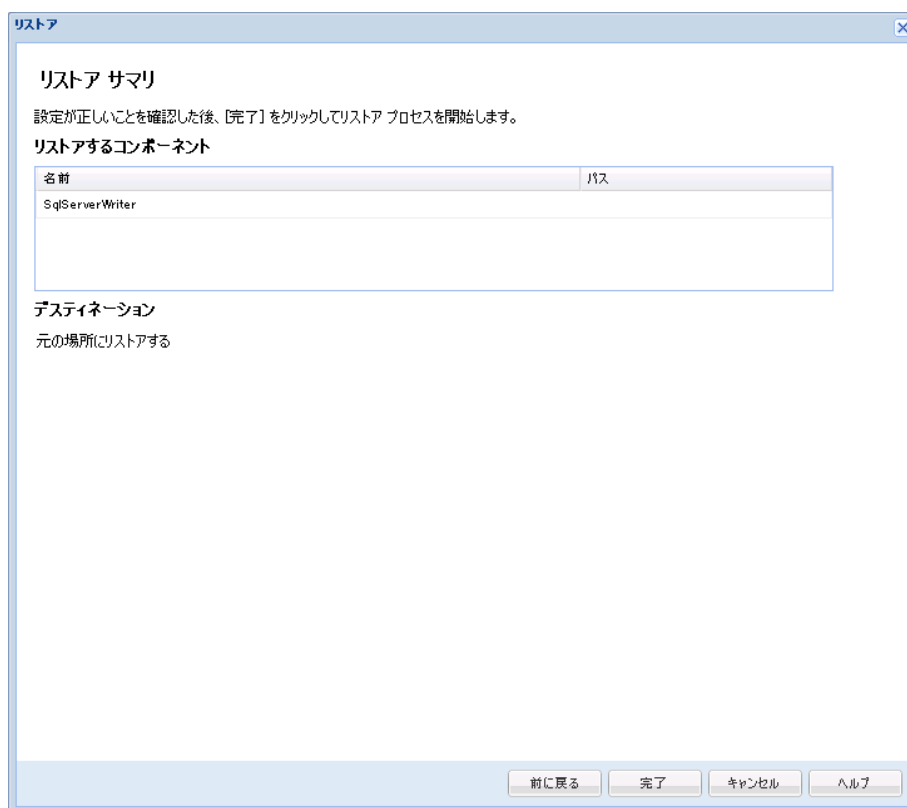 リストア
リストア サマリ
設定が正しいことを確認した後、[完了] をクリックしてリストア プロセスを開始します。
リストアするコンポーネント
名前 パス
SqlServerWriter
デスティネーション
元の場所にリストアする
前に戻る 完了 キャンセル ヘルプ